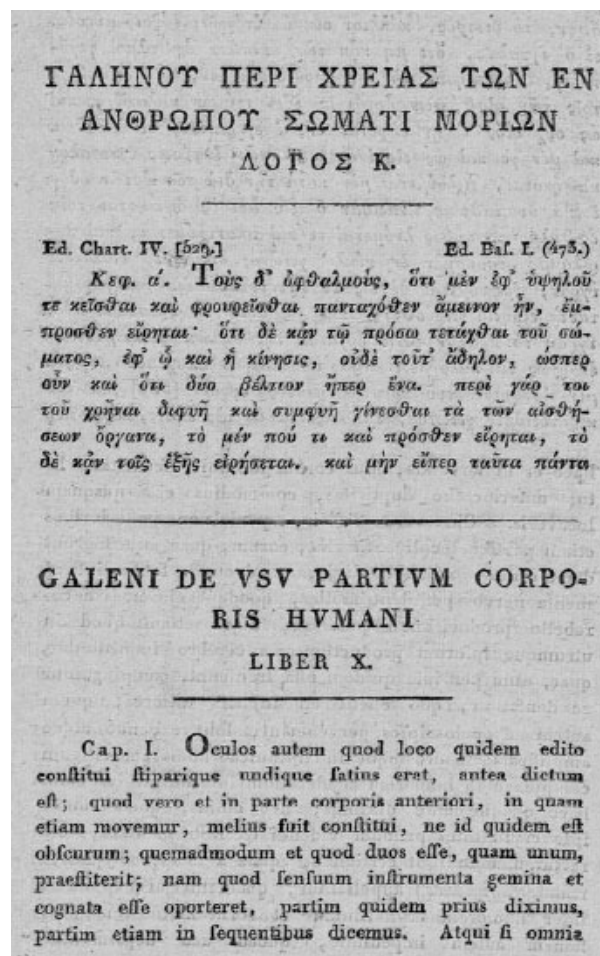 ΓΑΛΗΝΟΥ ΠΕΡΙ ΧΡΕΙΑΣ ΤΩΝ ΕΝ
ΑΝΘΡΩΠΟΥ ΣΩΜΑΤΙ ΜΟΡΙΩΝ
ΛΟΓΟΣ Κ.
Ed. Chart. IV. [529.] Ed. Baſ. I. (473.)
Κεφ. ά. Τοὺς δ' ὀφθαλμοὺς, ὅτι μὲν ἐφ' ὑψηλοῦ
τε κεῖσθαι καὶ φρουρεῖσθαι πανταχόθεν ἄμεινον ἦν, ἔμ-
προσθεν εἴρηται· ὅτι δὲ κᾀν τῷ πρόσω τετάχθαι τοῦ σώ-
ματος, ἐφ' ᾧ καὶ ἡ κίνησις, οὐδὲ τοῦτ' ἄδηλον, ὥσπερ
οὖν καὶ ὅτι δύο βέλτιον ἤπερ ἕνα. περὶ γάρ τοι
τοῦ χρῆναι διφυῆ καὶ συμφυῆ γίνεσθαι τὰ τῶν αἰσθή-
σεων ὄργανα, τὸ μέν πού τι καὶ πρόσθεν εἴρηται, τὸ
δὲ κᾀν τοῖς ἑξῆς εἰρήσεται. καὶ μὴν εἴπερ ταῦτα πάντα
GALENI DE VSV PARTIVM CORPO-
RIS HVMANI
LIBER X.
Cap. I. Oculos autem quod loco quidem edito
conſtitui ſtiparique undique ſatius erat, antea dictum
eſt; quod vero et in parte corporis anteriori, in quam
etiam movemur, melius fuit conſtitui, ne id quidem eſt
obſcurum; quemadmodum et quod duos eſſe, quam unum,
praeſtiterit; nam quod ſenſuum inſtrumenta gemina et
cognata eſſe oporteret, partim quidem prius diximus,
partim etiam in ſequentibus dicemus. Atqui ſi omnia